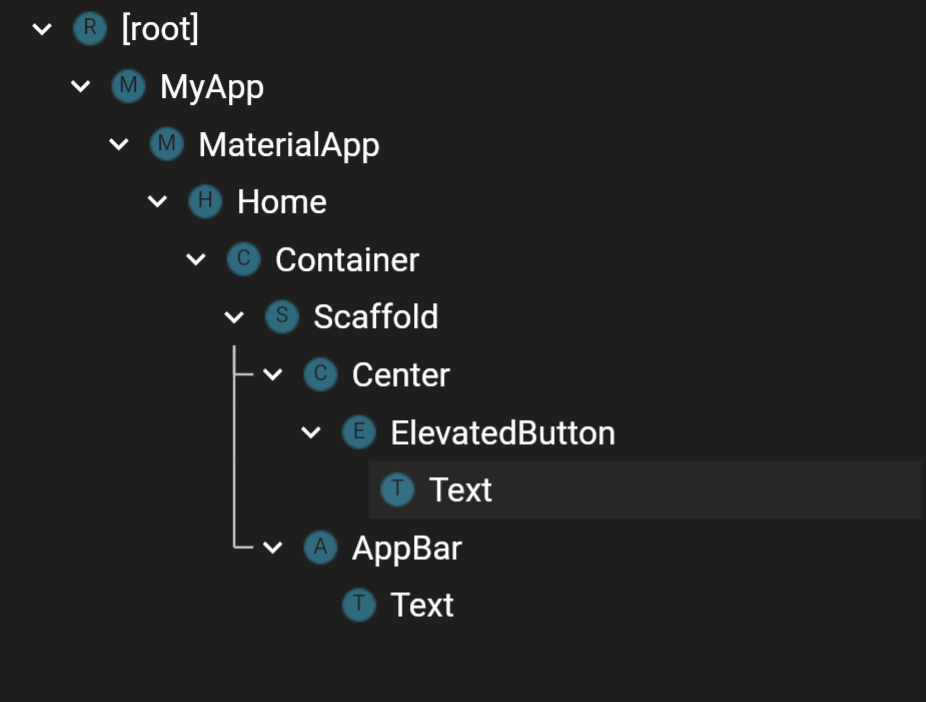 R [root]
M MyApp
M MaterialApp
H Home
C Container
S Scaffold
C Center
E ElevatedButton
T Text
A AppBar
T Text